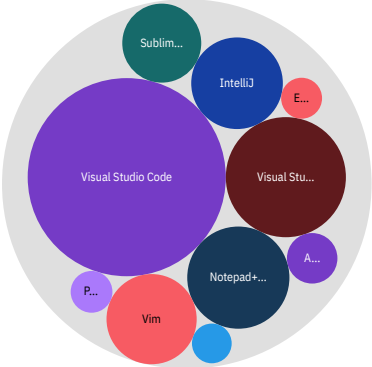 Sublim...
IntelliJ
E...
Visual Studio Code
Visual Stu...
Notepad+...
A...
P...
Vim